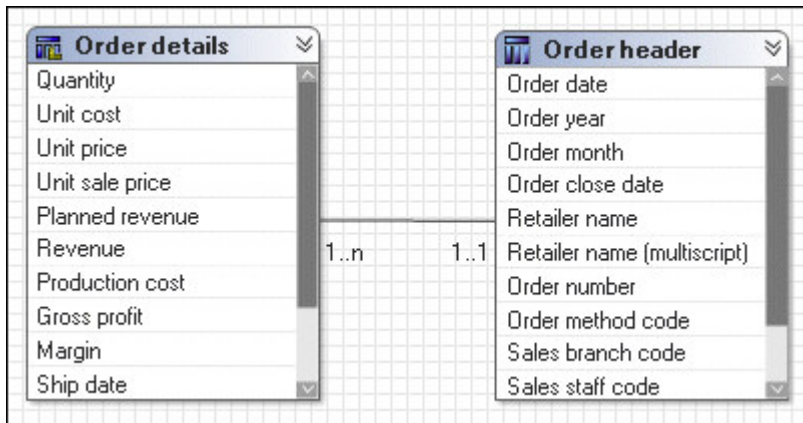 Order details
Quantity
Unit cost
Unit price
Unit sale price
Planned revenue
Revenue
Production cost
Gross profit
Margin
Ship date
1..n
1..1
Order header
Order date
Order year
Order month
Order close date
Retailer name
Retailer name (multiscript)
Order number
Order method code
Sales branch code
Sales staff code